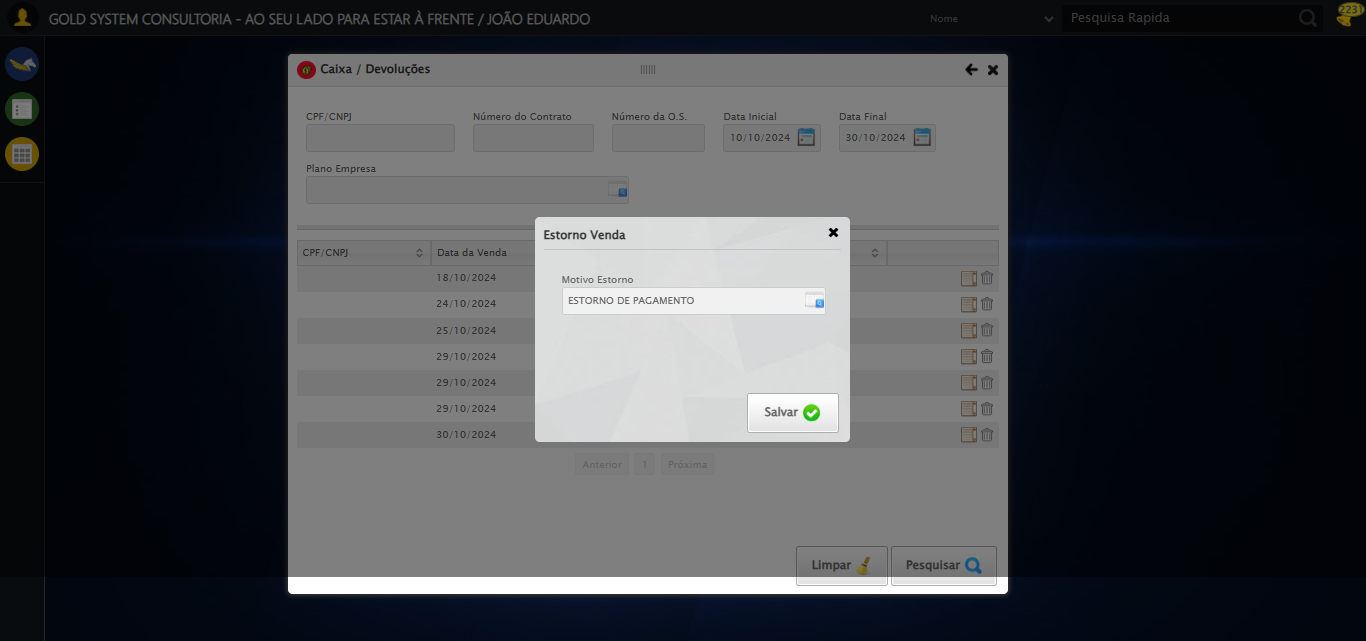 GOLD SYSTEM CONSULTORIA - AO SEU LADO PARA ESTAR À FRENTE / JOÃO EDUARDO
Nome
Pesquisa Rapida
2231
Caixa / Devoluções
CPF/CNPJ
Número do Contrato
Número da O.S.
Data Inicial
Data Final
10/10/2024
30/10/2024
Plano Empresa
Estorno Venda
CPF/CNPJ
Data da Venda
Motivo Estorno
ESTORNO DE PAGAMENTO
18/10/2024
24/10/2024
25/10/2024
29/10/2024
29/10/2024
29/10/2024
30/10/2024
Salvar
Anterior 1 Próxima
Limpar
Pesquisar